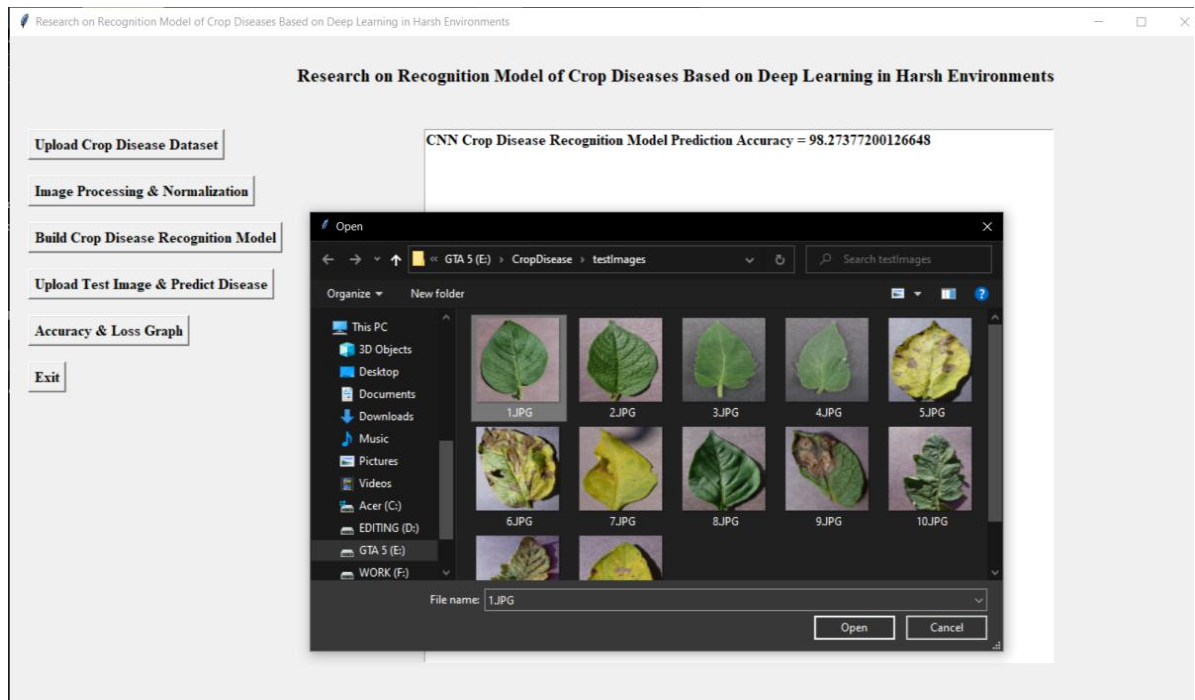 Research on Recognition Model of Crop Diseases Based on Deep Learning in Harsh Environments
Research on Recognition Model of Crop Diseases Based on Deep Learning in Harsh Environments
Upload Crop Disease Dataset
Image Processing & Normalization
Build Crop Disease Recognition Model
Upload Test Image & Predict Disease
Accuracy & Loss Graph
Exit
CNN Crop Disease Recognition Model Prediction Accuracy = 98.27377200126648
Open
« GTA 5 (E:) › CropDisease › testImages
Search testImages
Organize
New folder
This PC
3D Objects
Desktop
Documents
Downloads
Music
Pictures
Videos
Acer (C:)
EDITING (D:)
GTA 5 (E:)
WORK (F:)
1.JPG
2.JPG
3.JPG
4.JPG
5.JPG
6.JPG
7.JPG
8.JPG
9.JPG
10.JPG
File name: 1.JPG
Open
Cancel